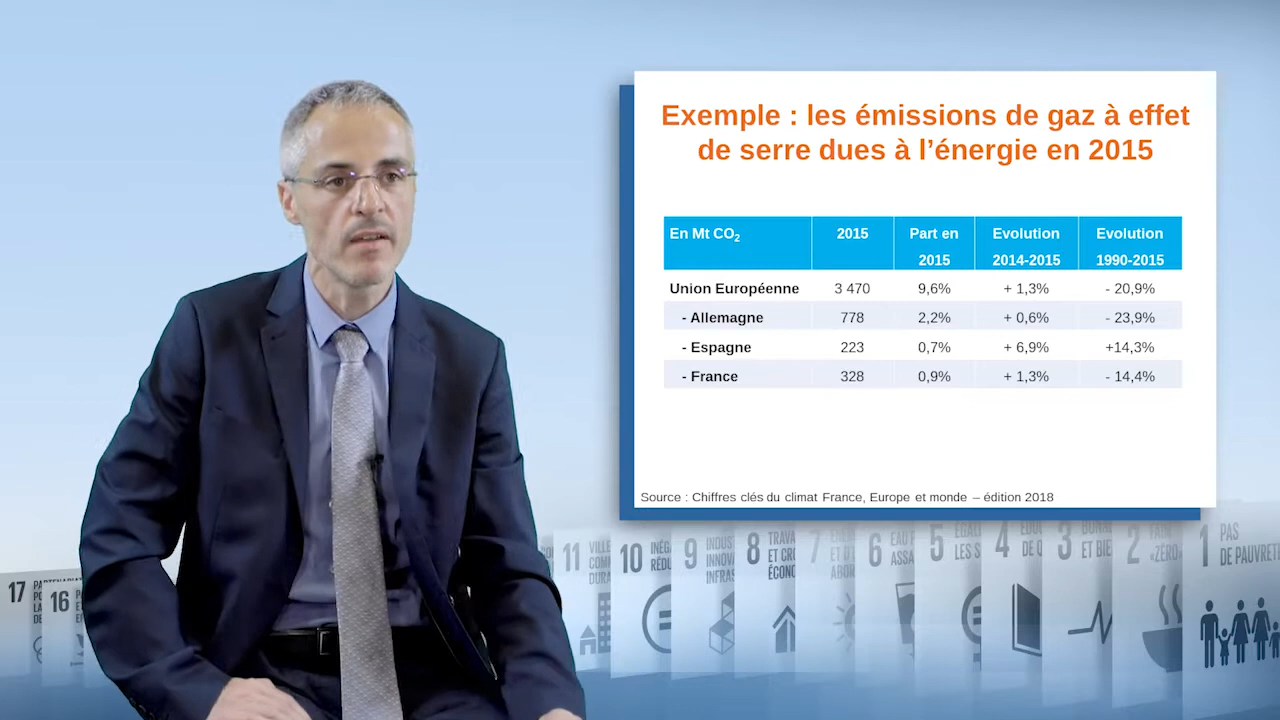 Exemple : les émissions de gaz à effet
de serre dues à l’énergie en 2015
En Mt CO₂ 2015 Part en 2015 Evolution 2014-2015 Evolution 1990-2015
Union Européenne 3 470 9,6% + 1,3% - 20,9%
- Allemagne 778 2,2% + 0,6% - 23,9%
- Espagne 223 0,7% + 6,9% +14,3%
- France 328 0,9% + 1,3% - 14,4%
Source : Chiffres clés du climat France, Europe et monde – édition 2018
17
16
11
10
9
8
7
6
5
4
3
2
1 PAS
DE PAUVRETÉ